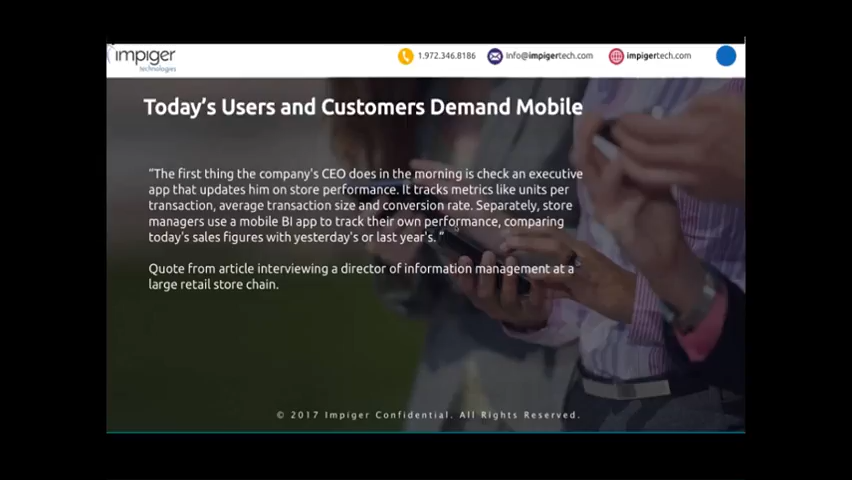 impiger
technologies
1.972.346.8186
Info@impigertech.com
impigertech.com
Today's Users and Customers Demand Mobile
"The first thing the company's CEO does in the morning is check an executive
app that updates him on store performance. It tracks metrics like units per
transaction, average transaction size and conversion rate. Separately, store
managers use a mobile BI app to track their own performance, comparing
today's sales figures with yesterday's or last year's. "
Quote from article interviewing a director of information management at a
large retail store chain.
© 2017 Impiger Confidential. All Rights Reserved.